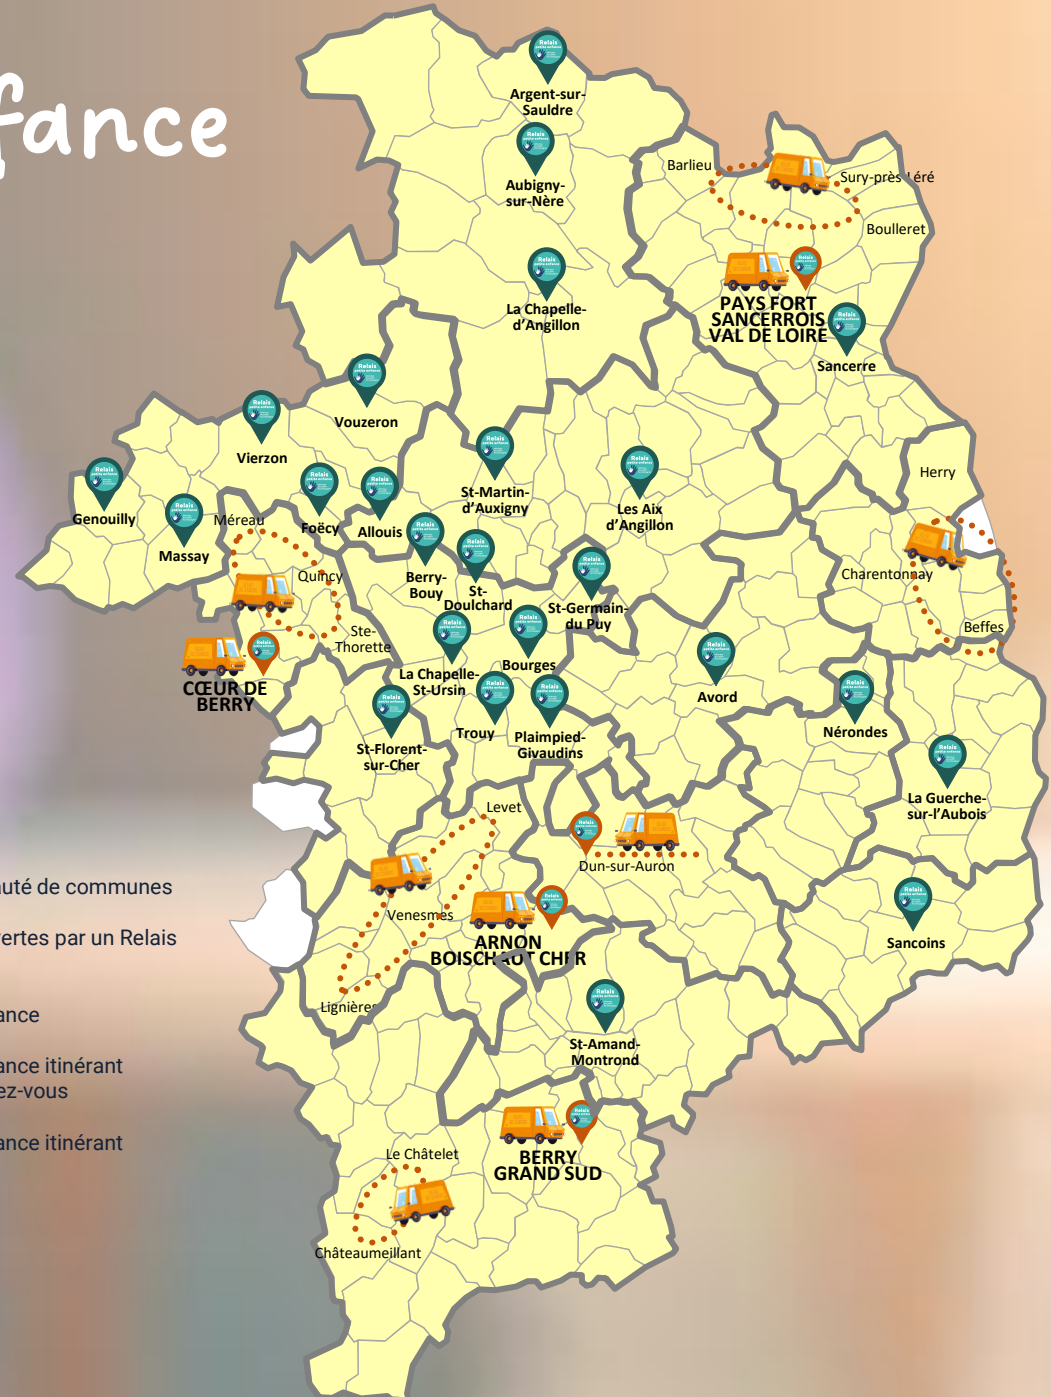 fance
Argent-sur-
Sauldre
Aubigny-
sur-Nère
Barlieu
Sury-près-Léré
Boulleret
La Chapelle-
d'Angillon
PAYS FORT
SANCERROIS
VAL DE LOIRE
Sancerre
Vouzeron
Vierzon
Genouilly
Massay
Méreau
Foëcy
Allouis
St-Martin-
d'Auxigny
Les Aix
d'Angillon
Herry
Charentonnay
Beffes
Quincy
Ste-
Thorette
Berry-
Bouy
St-
Doulchard
St-Germain-
du Puy
CŒUR DE
BERRY
La Chapelle-
St-Ursin
Bourges
Avord
Nérondes
St-Florent-
sur-Cher
Trouy
Plaimpied-
Givaudins
La Guerche-
sur-l'Aubois
Levet
Dun-sur-Auron
Venesmes
ARNON
BOISCHAUT CHER
Sancoins
Lignières
St-Amand-
Montrond
BERRY
GRAND SUD
Le Châtelet
Châteaumeillant
auté de communes
ertes par un Relais
ance
ance itinérant
ez-vous
ance itinérant